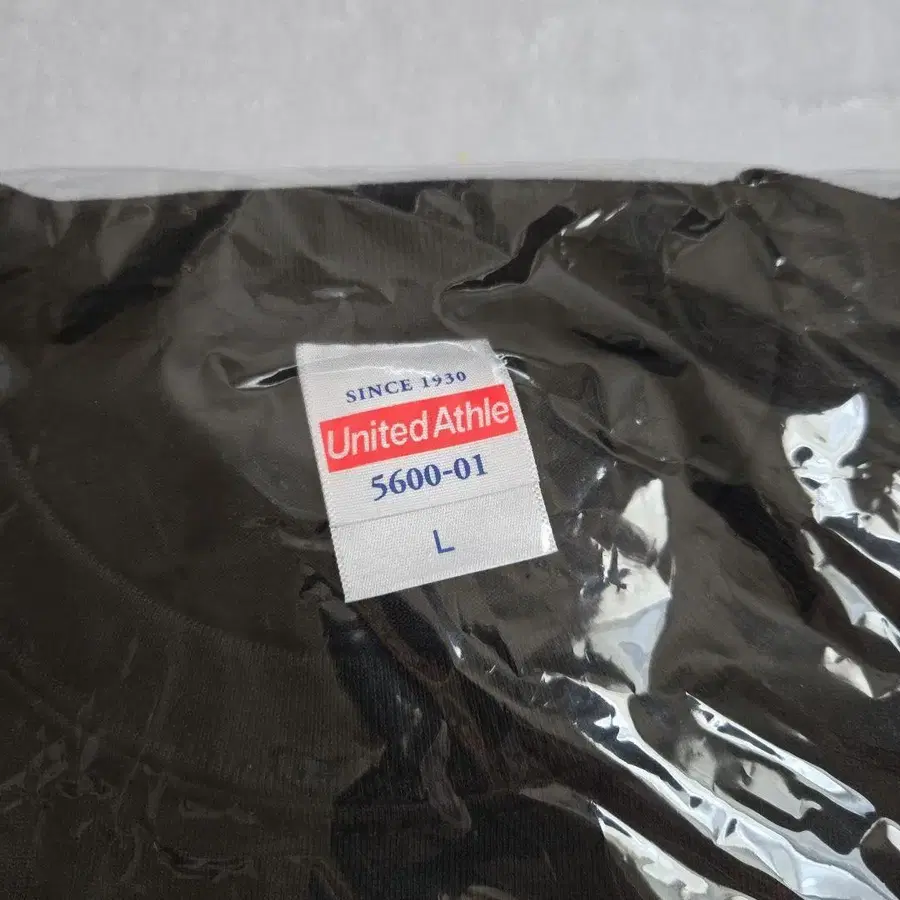 SINCE 1930
United Athle
5600-01
L